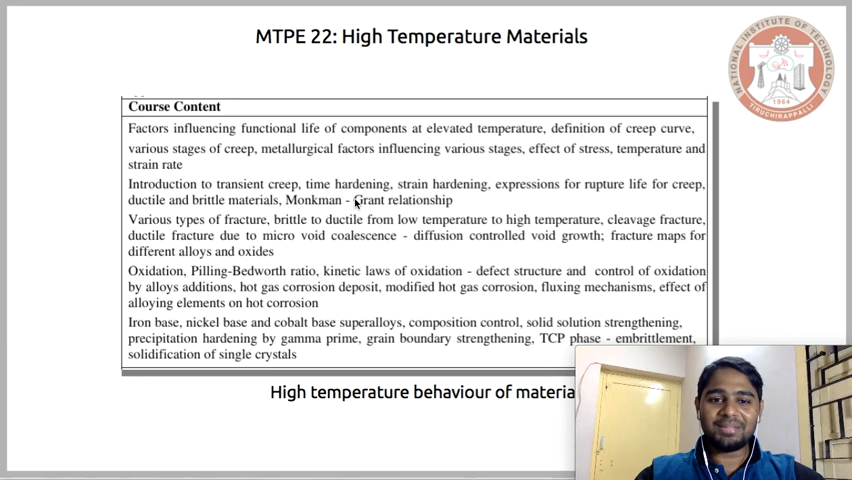 MTPE 22: High Temperature Materials
NATIONAL INSTITUTE OF TECHNOLOGY
1964
TIRUCHIRAPPALLI
Course Content
Factors influencing functional life of components at elevated temperature, definition of creep curve,
various stages of creep, metallurgical factors influencing various stages, effect of stress, temperature and
strain rate
Introduction to transient creep, time hardening, strain hardening, expressions for rupture life for creep,
ductile and brittle materials, Monkman - Grant relationship
Various types of fracture, brittle to ductile from low temperature to high temperature, cleavage fracture,
ductile fracture due to micro void coalescence - diffusion controlled void growth; fracture maps for
different alloys and oxides
Oxidation, Pilling-Bedworth ratio, kinetic laws of oxidation - defect structure and control of oxidation
by alloys additions, hot gas corrosion deposit, modified hot gas corrosion, fluxing mechanisms, effect of
alloying elements on hot corrosion
Iron base, nickel base and cobalt base superalloys, composition control, solid solution strengthening,
precipitation hardening by gamma prime, grain boundary strengthening, TCP phase - embrittlement,
solidification of single crystals
High temperature behaviour of materia